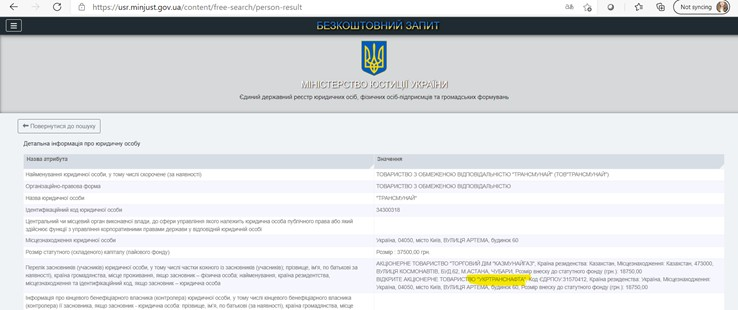 https://usr.minjust.gov.ua/content/free-search/person-result
Not syncing
БЕЗКОШТОВНИЙ ЗАПИТ
МІНІСТЕРСТВО ЮСТИЦІЇ УКРАЇНИ
Єдиний державний реєстр юридичних осіб, фізичних осіб-підприємців та громадських формувань
Повернутися до пошуку
Детальна інформація про юридичну особу
Назва атрибута Значення
Найменування юридичної особи, у тому числі скорочене (за наявності) ТОВАРИСТВО З ОБМЕЖЕНОЮ ВІДПОВІДАЛЬНІСТЮ "ТРАНСМУНАЙ" (ТОВ"ТРАНСМУНАЙ")
Організаційно-правова форма ТОВАРИСТВО З ОБМЕЖЕНОЮ ВІДПОВІДАЛЬНІСТЮ
Назва юридичної особи "ТРАНСМУНАЙ"
Ідентифікаційний код юридичної особи 34300318
Центральний чи місцевий орган виконавчої влади, до сфери управління якого належить юридична особа публічного права або який
здійснює функції з управління корпоративними правами держави у відповідній юридичній особі
Місцезнаходження юридичної особи Україна, 04050, місто Київ, ВУЛИЦЯ АРТЕМА, будинок 60
Розмір статутного (складеного) капіталу (пайового фонду) Розмір (грн.): 37500.00
Перелік засновників (учасників) юридичної особи, у тому числі частки кожного із засновників (учасників); прізвище, ім'я, по батькові за
наявності, країна громадянства, місце проживання, якщо засновник – фізична особа; найменування, країна резидентства,
місцезнаходження та ідентифікаційний код, якщо засновник – юридична особа
АКЦІОНЕРНЕ ТОВАРИСТВО "ТОРГОВИЙ ДІМ "КАЗМУНАЙГАЗ", Країна резидентства: Казахстан, Місцезнаходження: Казахстан, 473000,
ВУЛИЦЯ КОСМОНАВТІВ, БУД.62, М.АСТАНА, ЧУБАРИ, Розмір внеску до статутного фонду (грн.): 18750.00
ВІДКРИТЕ АКЦІОНЕРНЕ ТОВАРИСТВО "УКРТРАНСНАФТА", Код ЄДРПОУ:31570412, Країна резидентства: Україна, Місцезнаходження:
Україна, 04050, місто Київ, ВУЛИЦЯ АРТЕМА, будинок 60, Розмір внеску до статутного фонду (грн.): 18750,00
Інформація про кінцевого бенефіціарного власника (контролера) юридичної особи, у тому числі кінцевого бенефіціарного власника
(контролера) її засновника, якщо засновник - юридична особа: прізвище, ім'я, по батькові (за наявності), країна громадянства, місце